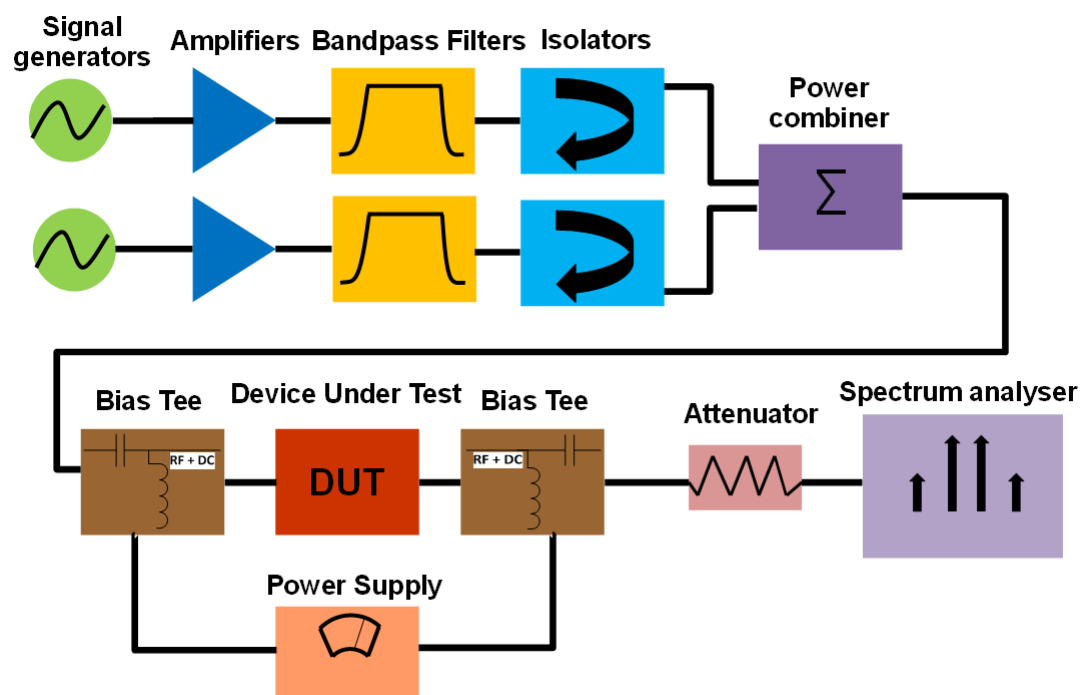 Signal
generators
Amplifiers
Bandpass Filters
Isolators
Power
combiner
Σ
Bias Tee
Device Under Test
Bias Tee
Attenuator
Spectrum analyser
RF + DC
DUT
RF + DC
Power Supply